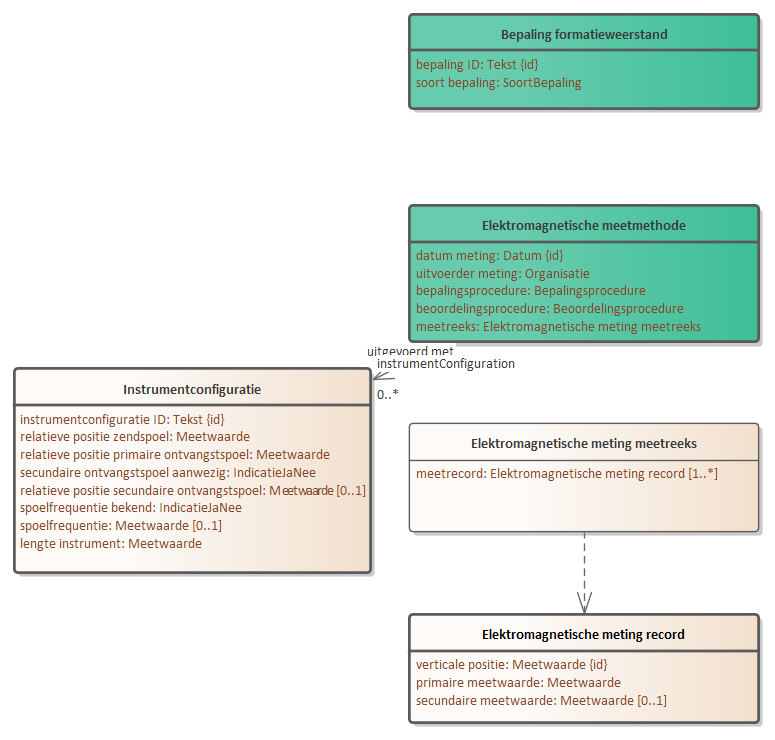 Bepaling formatieweerstand
bepaling ID: Tekst {id}
soort bepaling: SoortBepaling
Elektromagnetische meetmethode
datum meting: Datum {id}
uitvoerder meting: Organisatie
bepalingsprocedure: Bepalingsprocedure
beoordelingsprocedure: Beoordelingsprocedure
meetreeks: Elektromagnetische meting meetreeks
uitgevoerd met
instrumentConfiguration
0..*
Instrumentconfiguratie
instrumentconfiguratie ID: Tekst {id}
relatieve positie zendspoel: Meetwaarde
relatieve positie primaire ontvangstspoel: Meetwaarde
secundaire ontvangstspoel aanwezig: IndicatieJaNee
relatieve positie secundaire ontvangstspoel: Meetwaarde [0..1]
spoelfrequentie bekend: IndicatieJaNee
spoelfrequentie: Meetwaarde [0..1]
lengte instrument: Meetwaarde
Elektromagnetische meting meetreeks
meetrecord: Elektromagnetische meting record [1..*]
Elektromagnetische meting record
verticale positie: Meetwaarde {id}
primaire meetwaarde: Meetwaarde
secundaire meetwaarde: Meetwaarde [0..1]